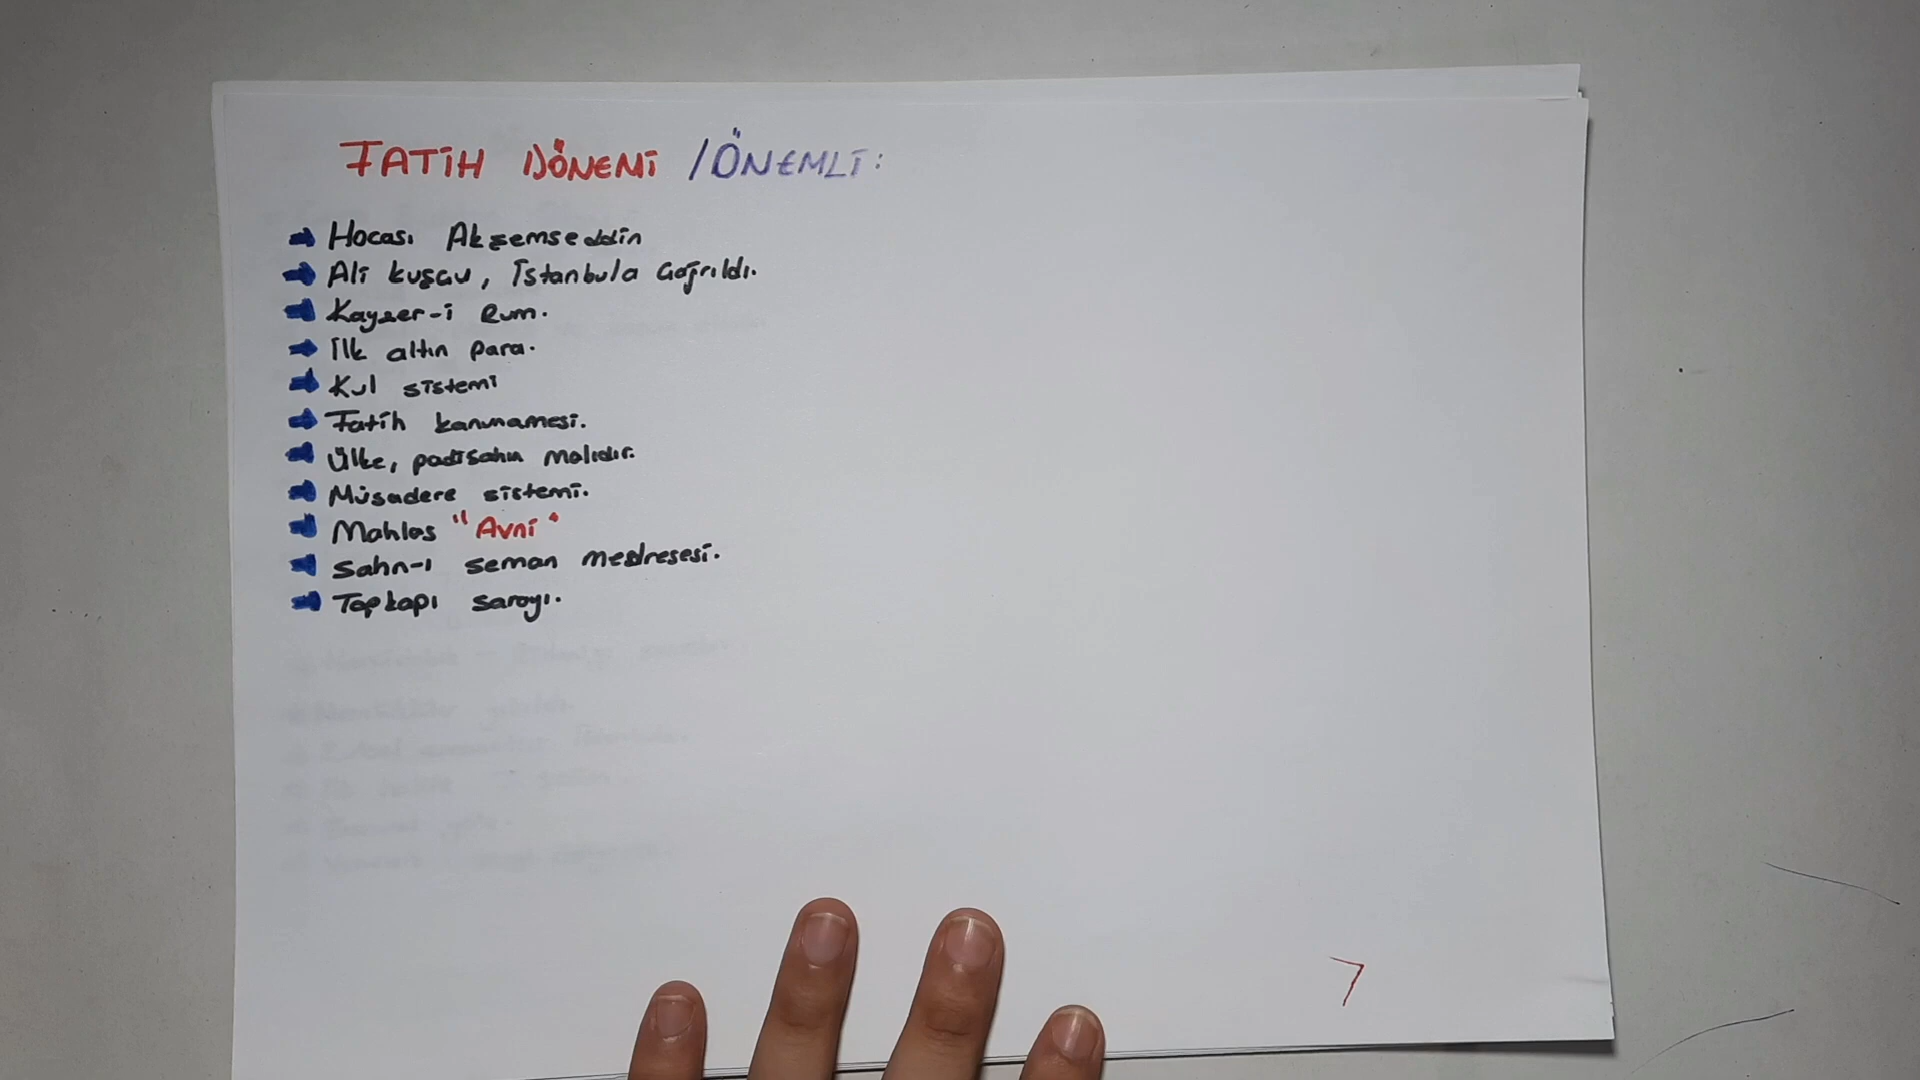 FATİH DÖNEMİ / ÖNEMLİ:
Hocası Akşemseddin
Ali kuşcu, İstanbula çağrıldı.
Kayser-i Rum.
İlk altın para.
Kul sistemi
Fatih kanunnamesi.
Ülke, padişahın malıdır.
Müsadere sistemi.
Mahlas "Avni"
Sahn-ı seman medresesi.
Topkapı sarayı.
7